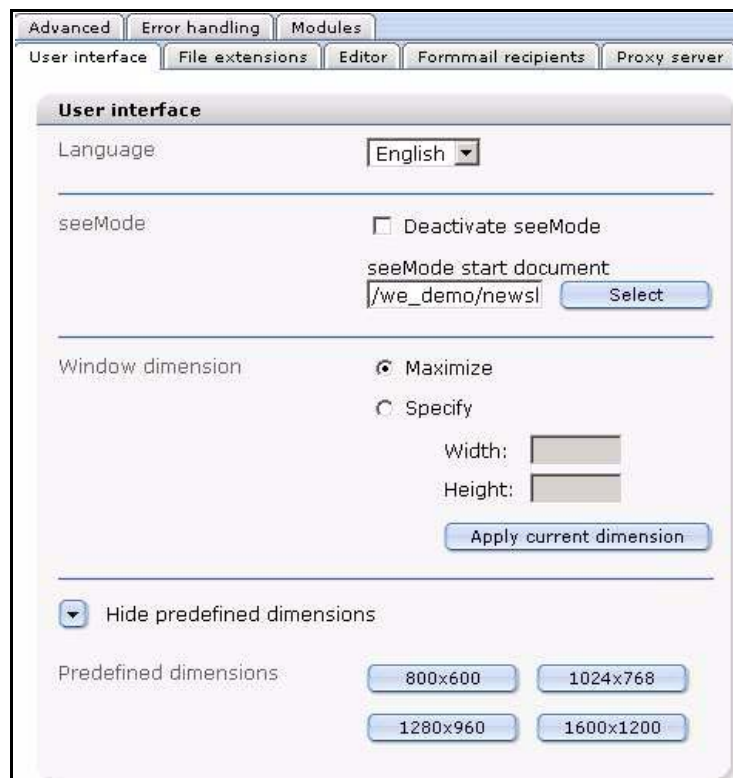 Advanced Error handling Modules
User interface File extensions Editor Formmail recipients Proxy server
User interface
Language English
seeMode Deactivate seeMode
seeMode start document
/we_demo/newsl Select
Window dimension Maximize
Specify
Width:
Height:
Apply current dimension
Hide predefined dimensions
Predefined dimensions 800x600 1024x768
1280x960 1600x1200